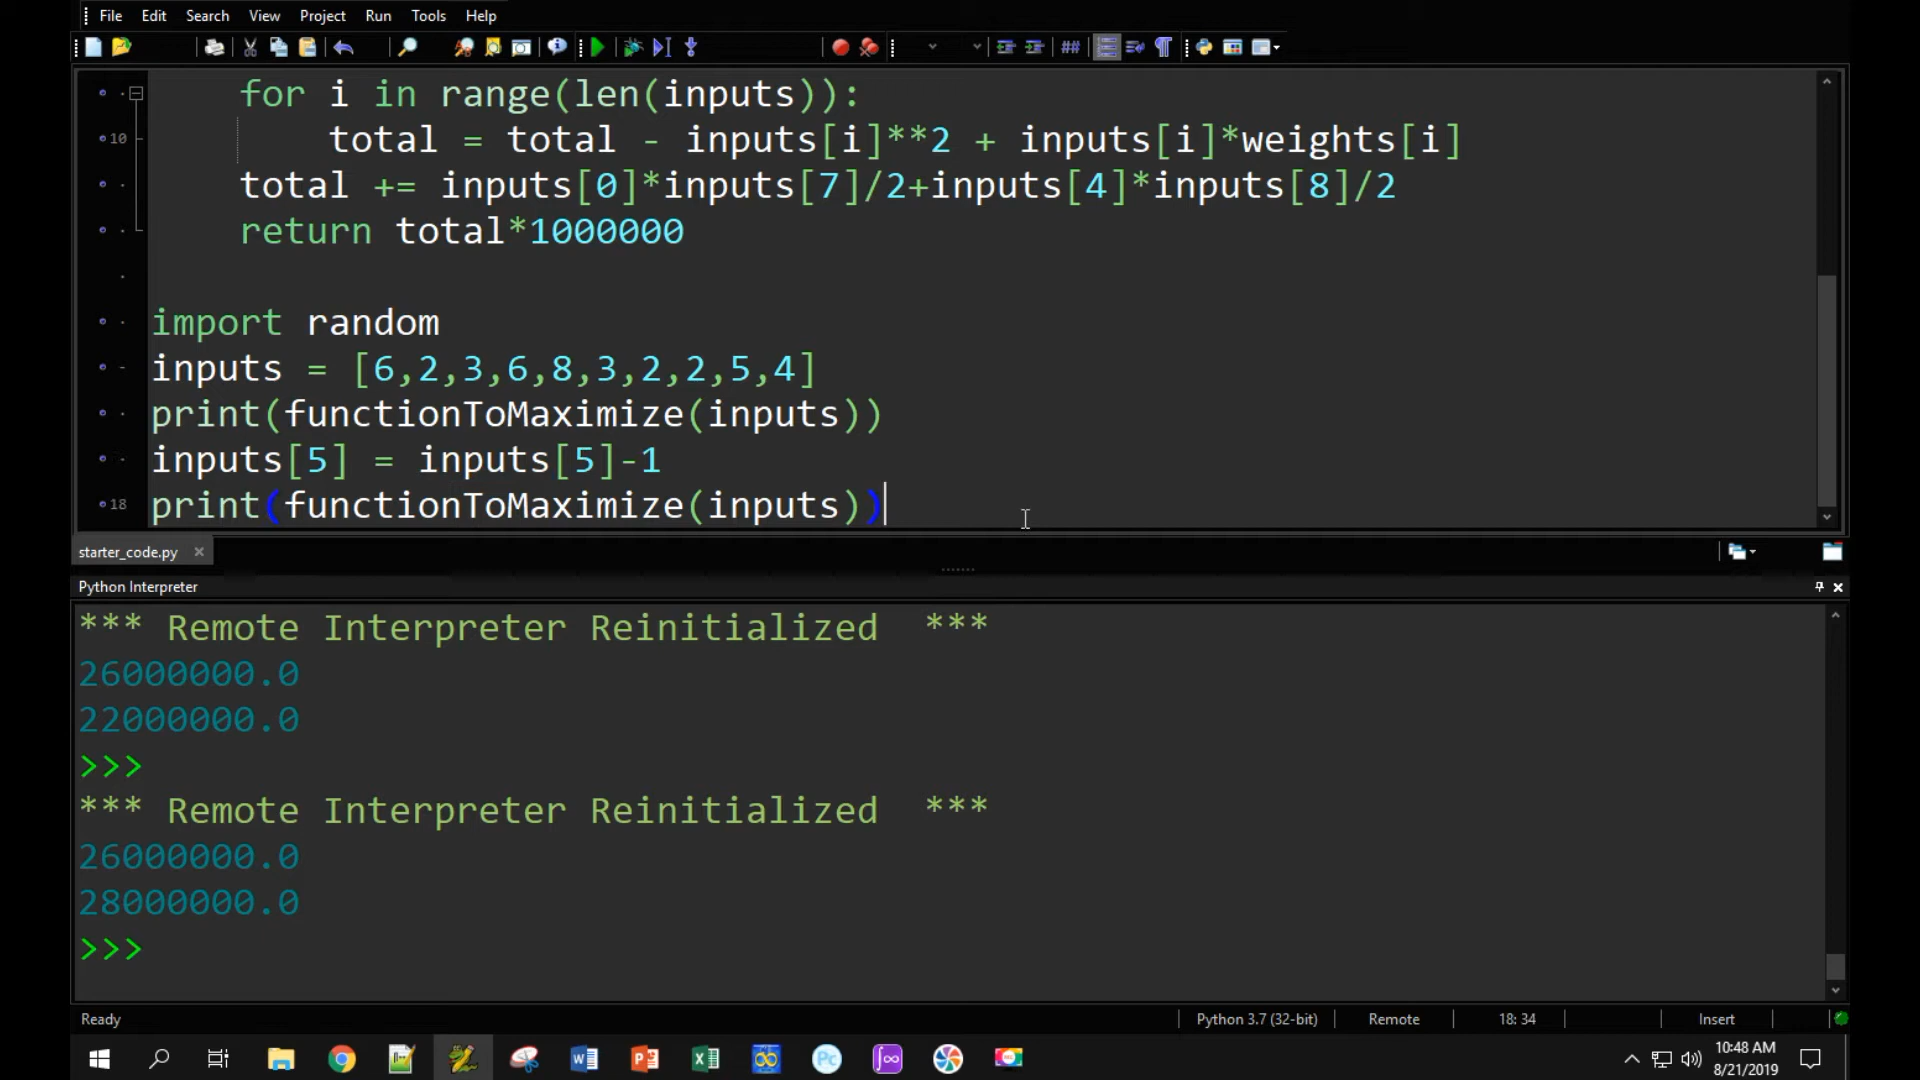 File Edit Search View Project Run Tools Help
for i in range(len(inputs)):
10 total = total - inputs[i]**2 + inputs[i]*weights[i]
total += inputs[0]*inputs[7]/2+inputs[4]*inputs[8]/2
return total*1000000
import random
inputs = [6,2,3,6,8,3,2,2,5,4]
print(functionToMaximize(inputs))
inputs[5] = inputs[5]-1
18 print(functionToMaximize(inputs))
starter_code.py
Python Interpreter
*** Remote Interpreter Reinitialized ***
26000000.0
22000000.0
>>>
*** Remote Interpreter Reinitialized ***
26000000.0
28000000.0
>>>
Ready Python 3.7 (32-bit) Remote 18: 34 Insert
10:48 AM
8/21/2019